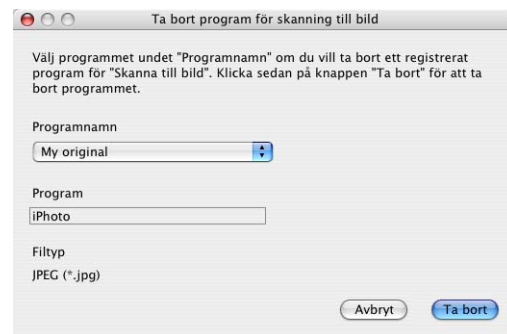 Ta bort program för skanning till bild
Välj programmet undet "Programnamn" om du vill ta bort ett registrerat
program för "Skanna till bild". Klicka sedan på knappen "Ta bort" för att ta
bort programmet.
Programnamn
My original
Program
iPhoto
Filtyp
JPEG (*.jpg)
Avbryt
Ta bort